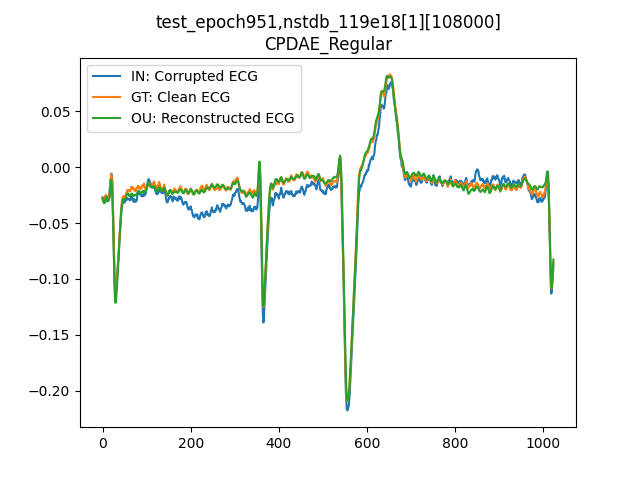 test_epoch951,nstdb_119e18[1][108000]
CPDAE_Regular
IN: Corrupted ECG
GT: Clean ECG
OU: Reconstructed ECG
0.05
0.00
−0.05
−0.10
−0.15
−0.20
0 200 400 600 800 1000